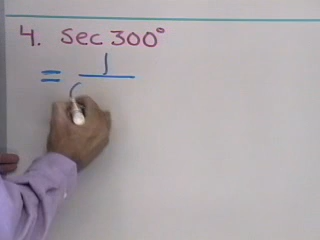 4. Sec 300°
= 1